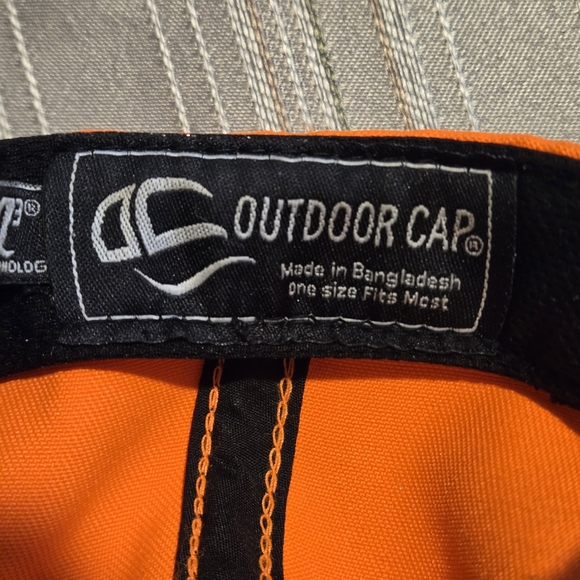 OUTDOOR CAP®
Made in Bangladesh
One Size Fits Most